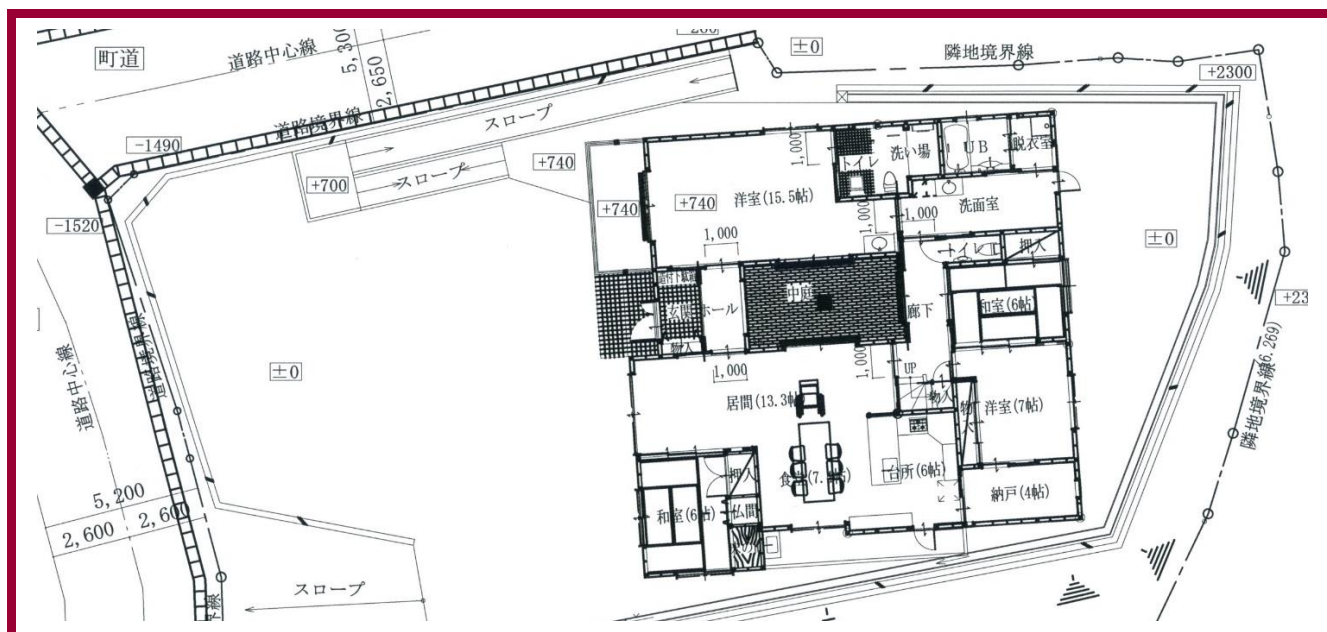 町道
道路中心線
5,300
2,650
±0
隣地境界線
+2300
道路境界線
スロープ
-1490
+740
スロープ
+700
1,000
トイレ
洗い場
UB
脱衣室
-1520
+740
+740
洋室(15.5帖)
1,000
1,000
洗面室
±0
1,000
トイレ
押入
中庭
玄関
ホール
廊下
和室(6帖)
物入
±0
1,000
1,000
UP
道路境界線
道路中心線
居間(13.3帖)
物入
物入
洋室(7帖)
隣地境界線
6.269)
押入
台所(6帖)
納戸(4帖)
和室(6帖)
仏間
5,200
2,600
2,600
スロープ